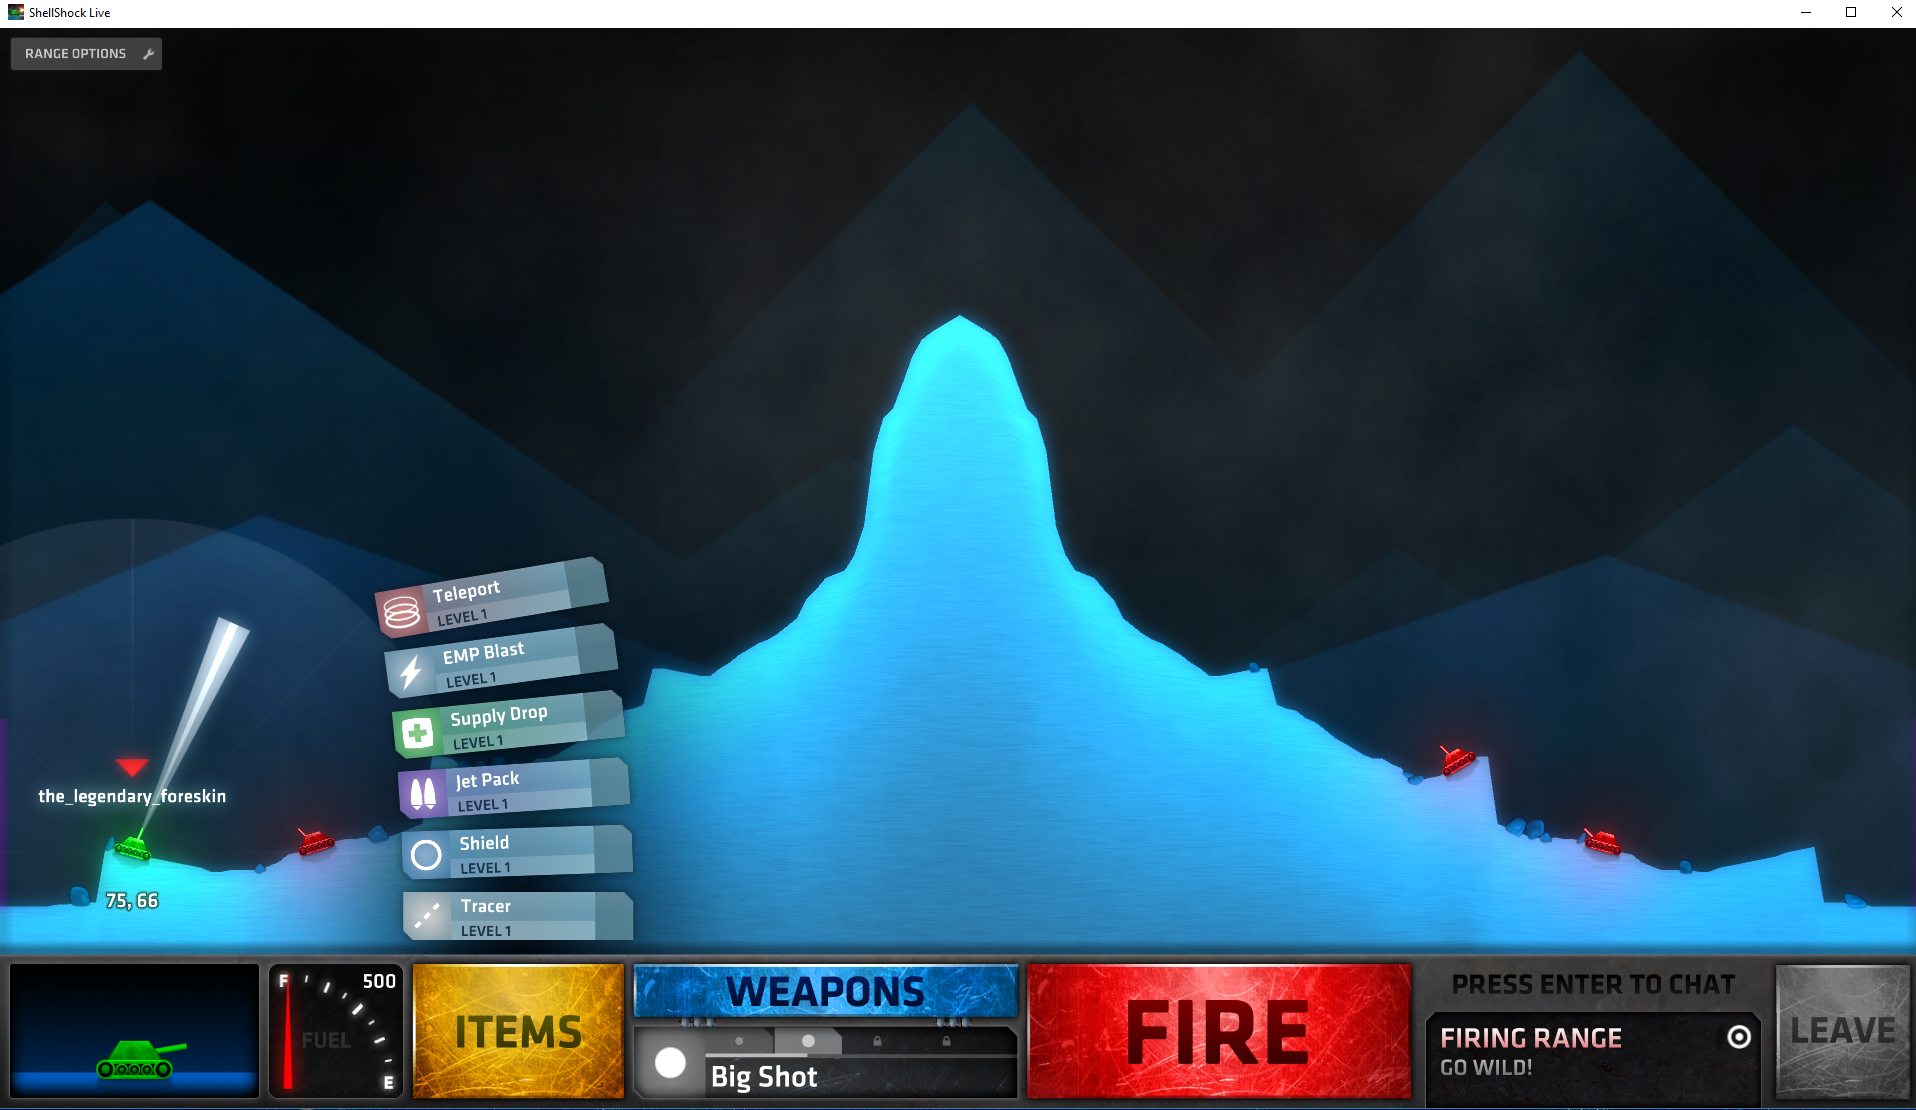 ShellShock Live
RANGE OPTIONS
Teleport
LEVEL 1
EMP Blast
LEVEL 1
Supply Drop
LEVEL 1
Jet Pack
LEVEL 1
Shield
LEVEL 1
Tracer
LEVEL 1
the_legendary_foreskin
75, 66
F
500
FUEL
E
ITEMS
WEAPONS
Big Shot
FIRE
PRESS ENTER TO CHAT
FIRING RANGE
GO WILD!
LEAVE